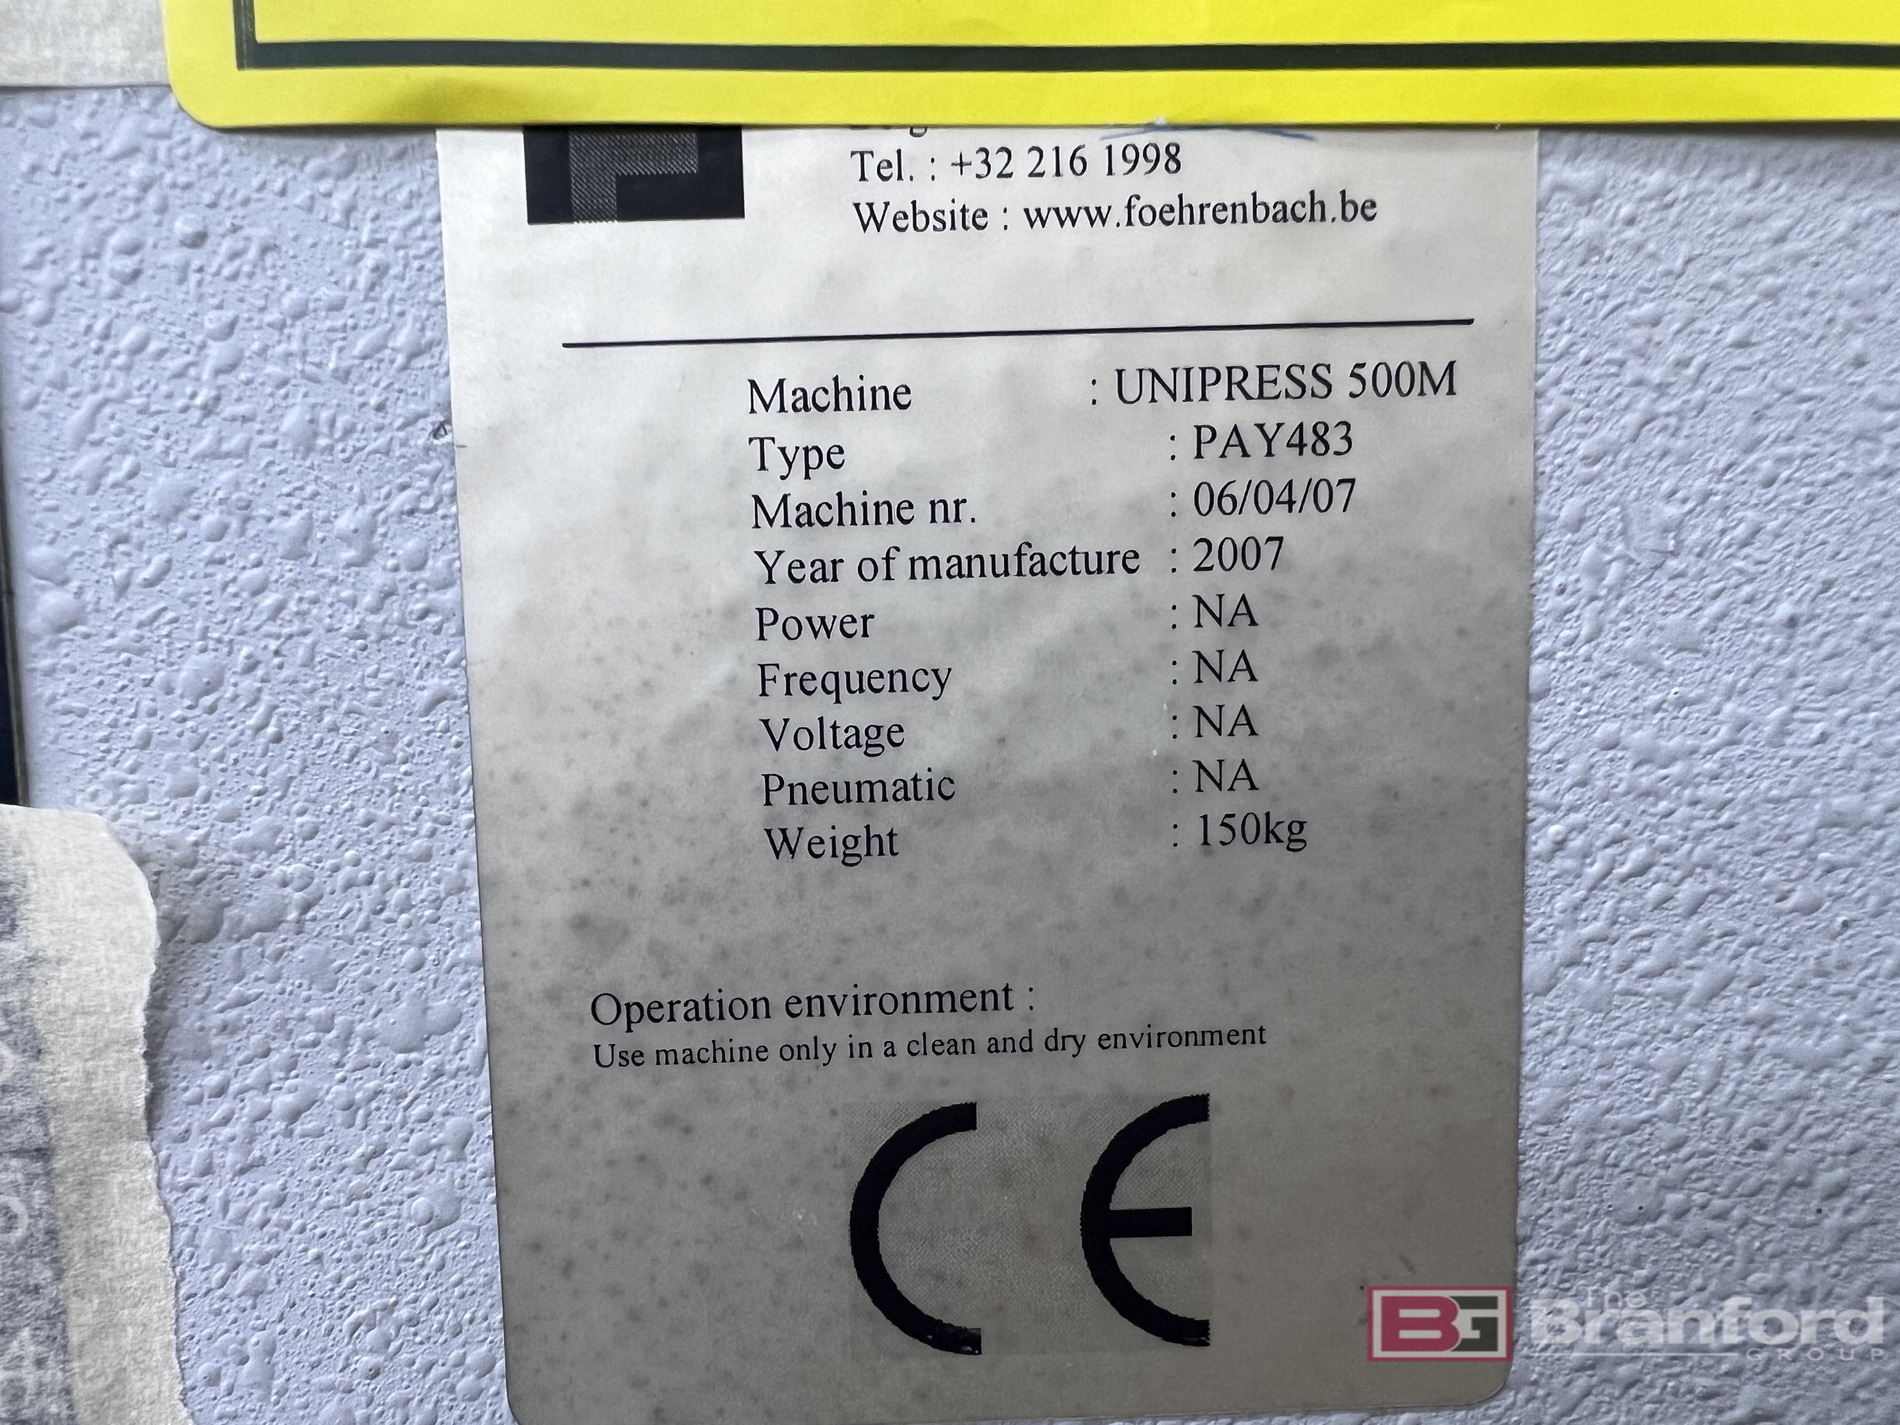 Tel. : +32 216 1998
Website : www.foehrenbach.be
Machine : UNIPRESS 500M
Type : PAY483
Machine nr. : 06/04/07
Year of manufacture : 2007
Power : NA
Frequency : NA
Voltage : NA
Pneumatic : NA
Weight : 150kg
Operation environment :
Use machine only in a clean and dry environment
CE
BG The
Branford
GROUP